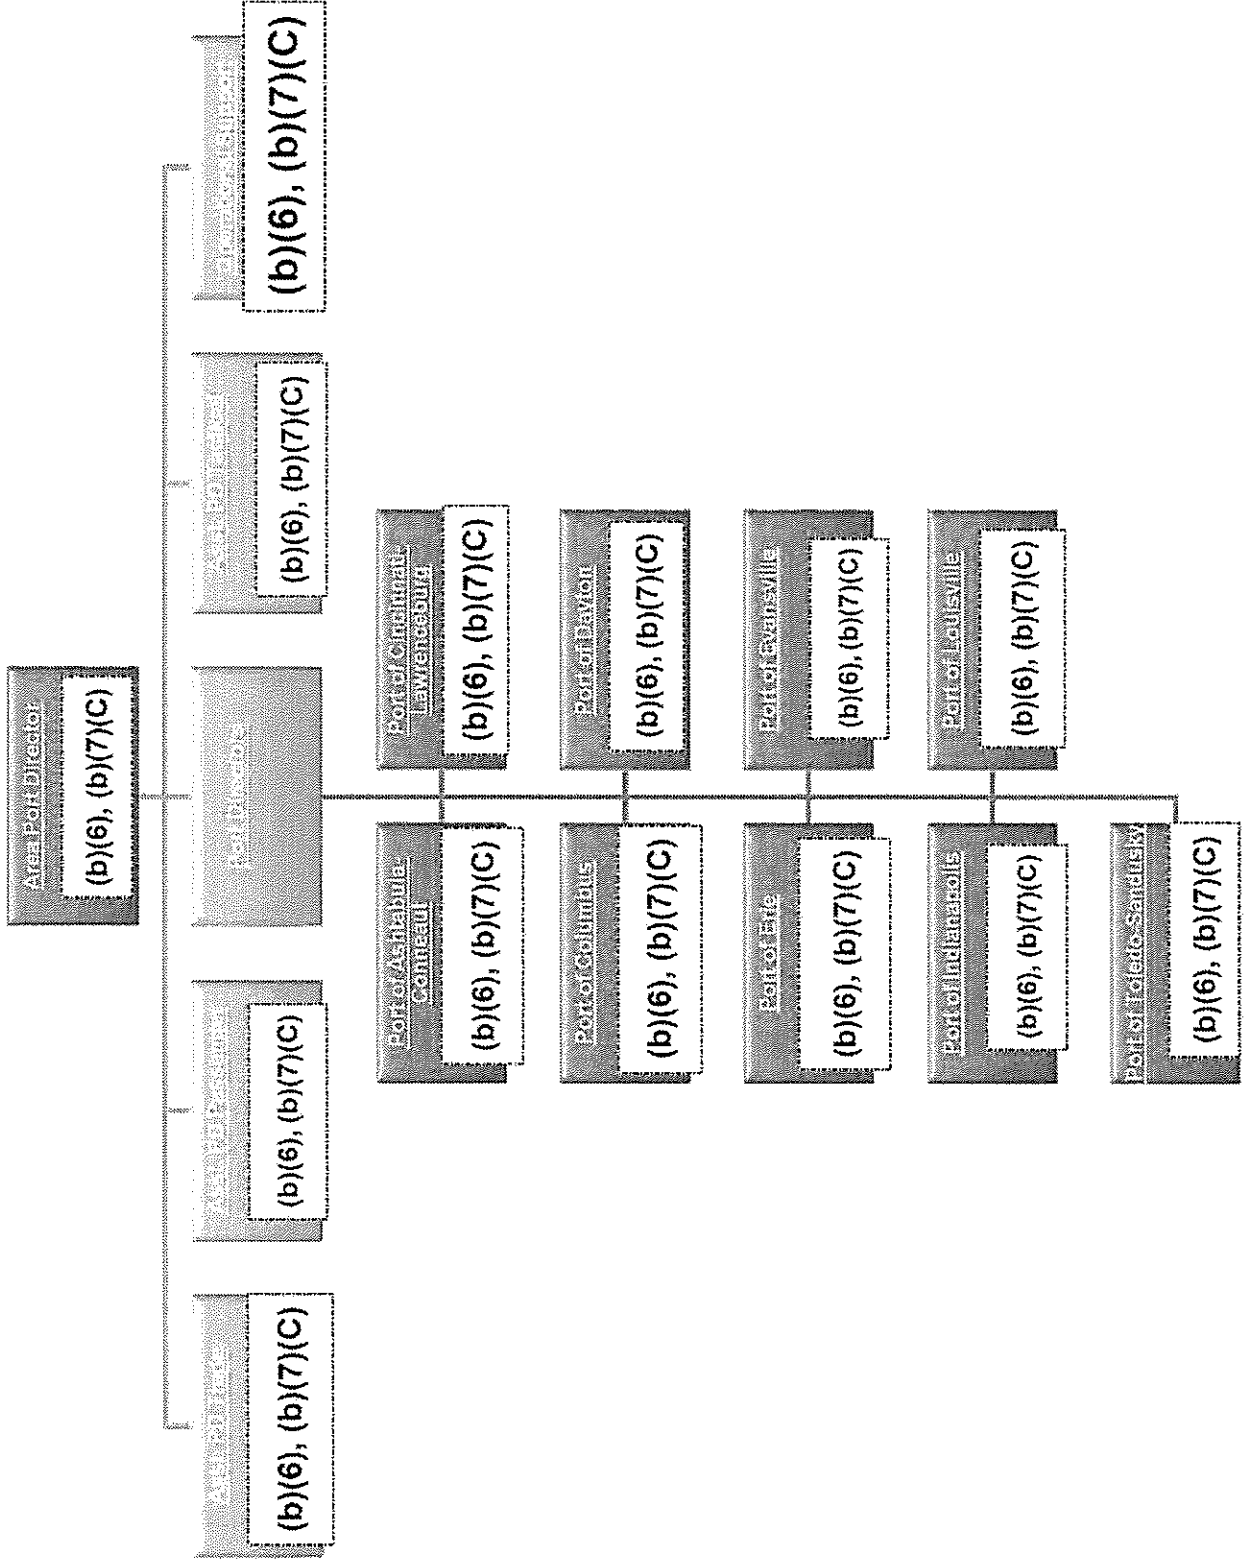 Area Port Director
(b)(6), (b)(7)(C)
(b)(6), (b)(7)(C)
(b)(6), (b)(7)(C)
Port Directors
(b)(6), (b)(7)(C)
(b)(6), (b)(7)(C)
Port of Ashtabula-
Conneaut
(b)(6), (b)(7)(C)
Port of Cincinnati-
Lawrenceburg
(b)(6), (b)(7)(C)
Port of Columbus
(b)(6), (b)(7)(C)
Port of Dayton
(b)(6), (b)(7)(C)
Port of Erie
(b)(6), (b)(7)(C)
Port of Evansville
(b)(6), (b)(7)(C)
Port of Indianapolis
(b)(6), (b)(7)(C)
Port of Louisville
(b)(6), (b)(7)(C)
Port of Toledo-Sandusky
(b)(6), (b)(7)(C)